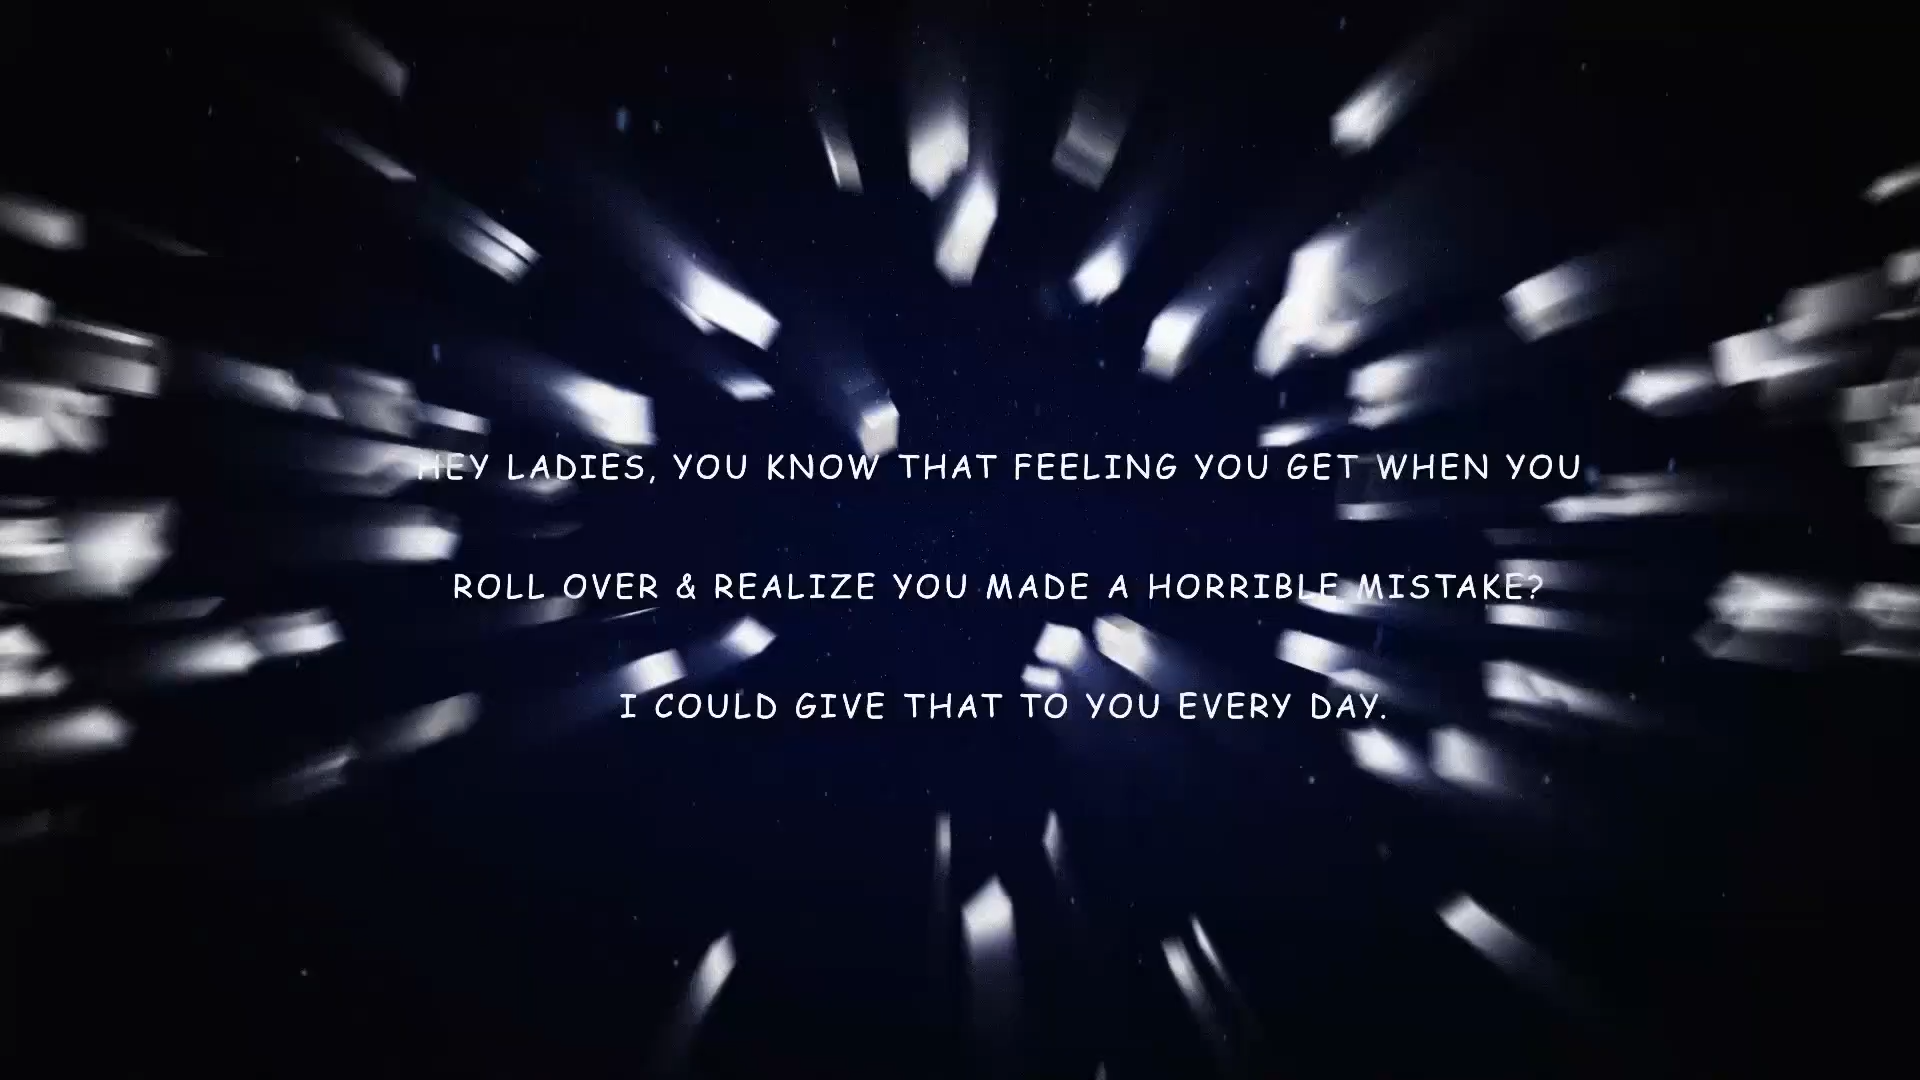 HEY LADIES, YOU KNOW THAT FEELING YOU GET WHEN YOU
ROLL OVER & REALIZE YOU MADE A HORRIBLE MISTAKE?
I COULD GIVE THAT TO YOU EVERY DAY.